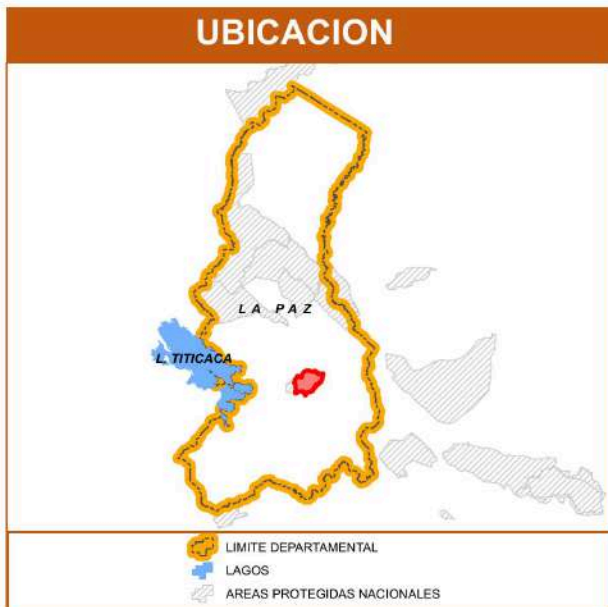 UBICACION
LA PAZ
L. TITICACA
LIMITE DEPARTAMENTAL
LAGOS
AREAS PROTEGIDAS NACIONALES